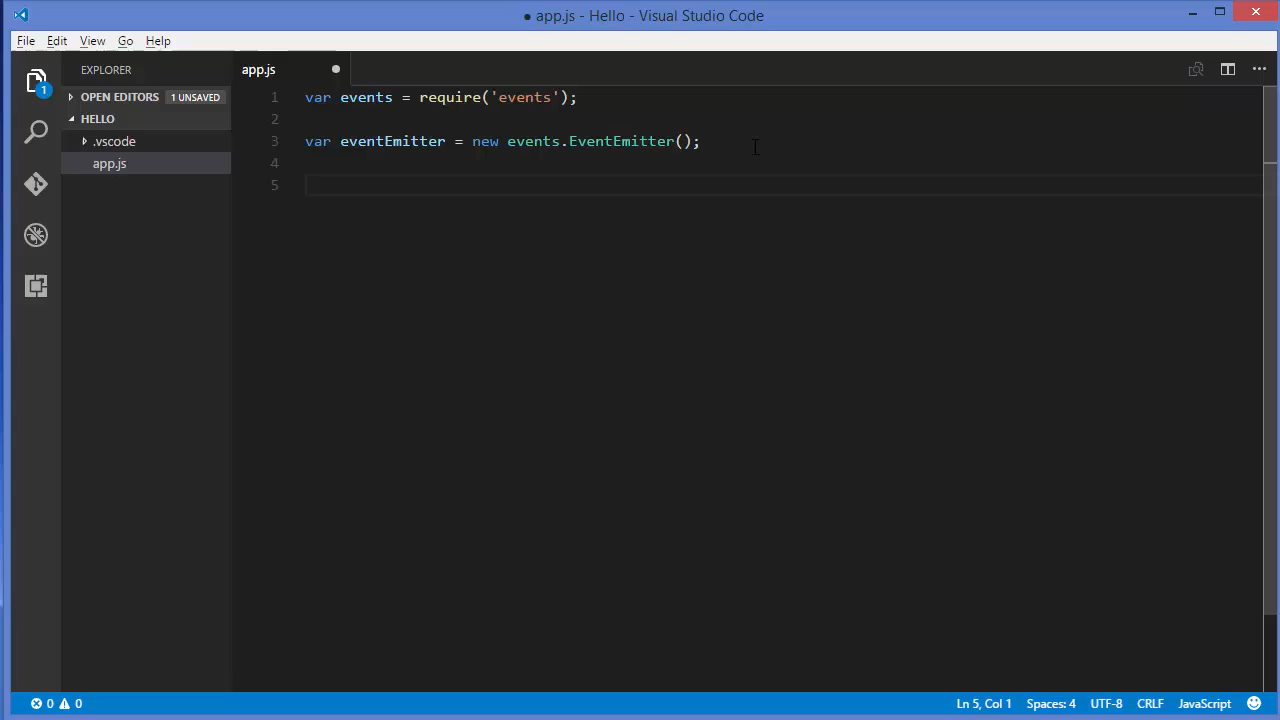 ● app.js - Hello - Visual Studio Code
File Edit View Go Help
EXPLORER
app.js
OPEN EDITORS 1 UNSAVED
HELLO
.vscode
app.js
1
1 var events = require('events');
2
3 var eventEmitter = new events.EventEmitter();
4
5
0 0
Ln 5, Col 1 Spaces: 4 UTF-8 CRLF JavaScript